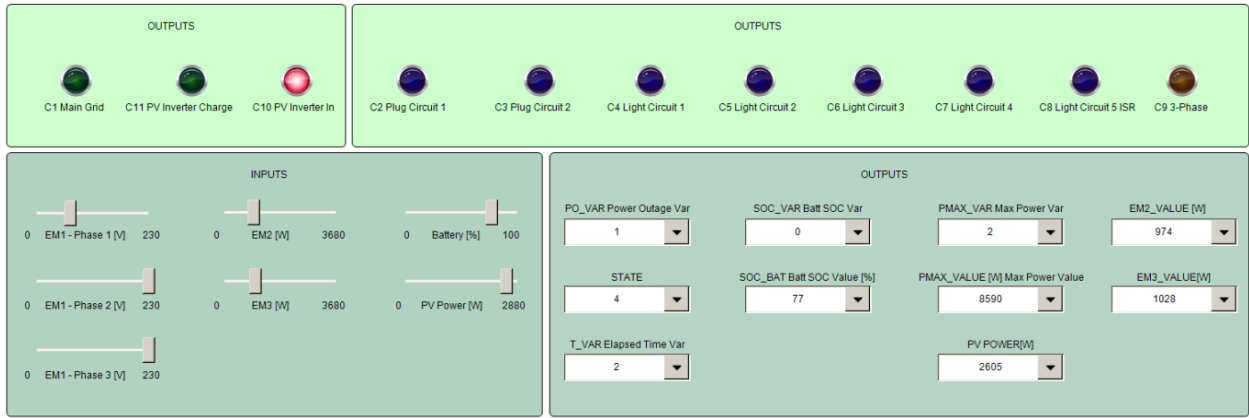 OUTPUTS
C1 Main Grid C11 PV Inverter Charge C10 PV Inverter In
OUTPUTS
C2 Plug Circuit 1 C3 Plug Circuit 2 C4 Light Circuit 1 C5 Light Circuit 2 C6 Light Circuit 3 C7 Light Circuit 4 C8 Light Circuit 5 ISR C9 3-Phase
INPUTS
0 EM1 - Phase 1 [V] 230 0 EM2 [W] 3680 0 Battery [%] 100
0 EM1 - Phase 2 [V] 230 0 EM3 [W] 3680 0 PV Power [W] 2880
0 EM1 - Phase 3 [V] 230
OUTPUTS
PO_VAR Power Outage Var SOC_VAR Batt SOC Var PMAX_VAR Max Power Var EM2_VALUE [W]
1 0 2 974
STATE SOC_BAT Batt SOC Value [%] PMAX_VALUE [W] Max Power Value EM3_VALUE[W]
4 77 8590 1028
T_VAR Elapsed Time Var PV POWER[W]
2 2605